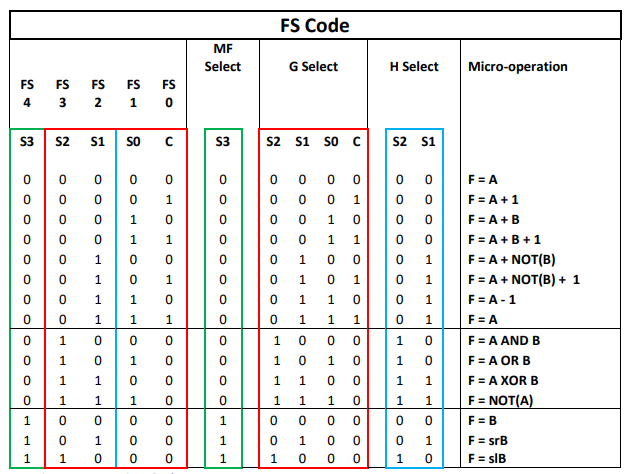 FS Code
MF
Select G Select H Select Micro-operation
FS FS FS FS FS
4 3 2 1 0
S3 S2 S1 S0 C S3 S2 S1 S0 C S2 S1
0 0 0 0 0 0 0 0 0 0 0 0 F = A
0 0 0 0 1 0 0 0 0 1 0 0 F = A + 1
0 0 0 1 0 0 0 0 1 0 0 0 F = A + B
0 0 0 1 1 0 0 0 1 1 0 0 F = A + B + 1
0 0 1 0 0 0 0 1 0 0 0 1 F = A + NOT(B)
0 0 1 0 1 0 0 1 0 1 0 1 F = A + NOT(B) + 1
0 0 1 1 0 0 0 1 1 0 0 1 F = A - 1
0 0 1 1 1 0 0 1 1 1 0 1 F = A
0 1 0 0 0 0 1 0 0 0 1 0 F = A AND B
0 1 0 1 0 0 1 0 1 0 1 0 F = A OR B
0 1 1 0 0 0 1 1 0 0 1 1 F = A XOR B
0 1 1 1 0 0 1 1 1 0 1 1 F = NOT(A)
1 0 0 0 0 1 0 0 0 0 0 0 F = B
1 0 1 0 0 1 0 1 0 0 0 1 F = srB
1 1 0 0 0 1 1 0 0 0 1 0 F = slB